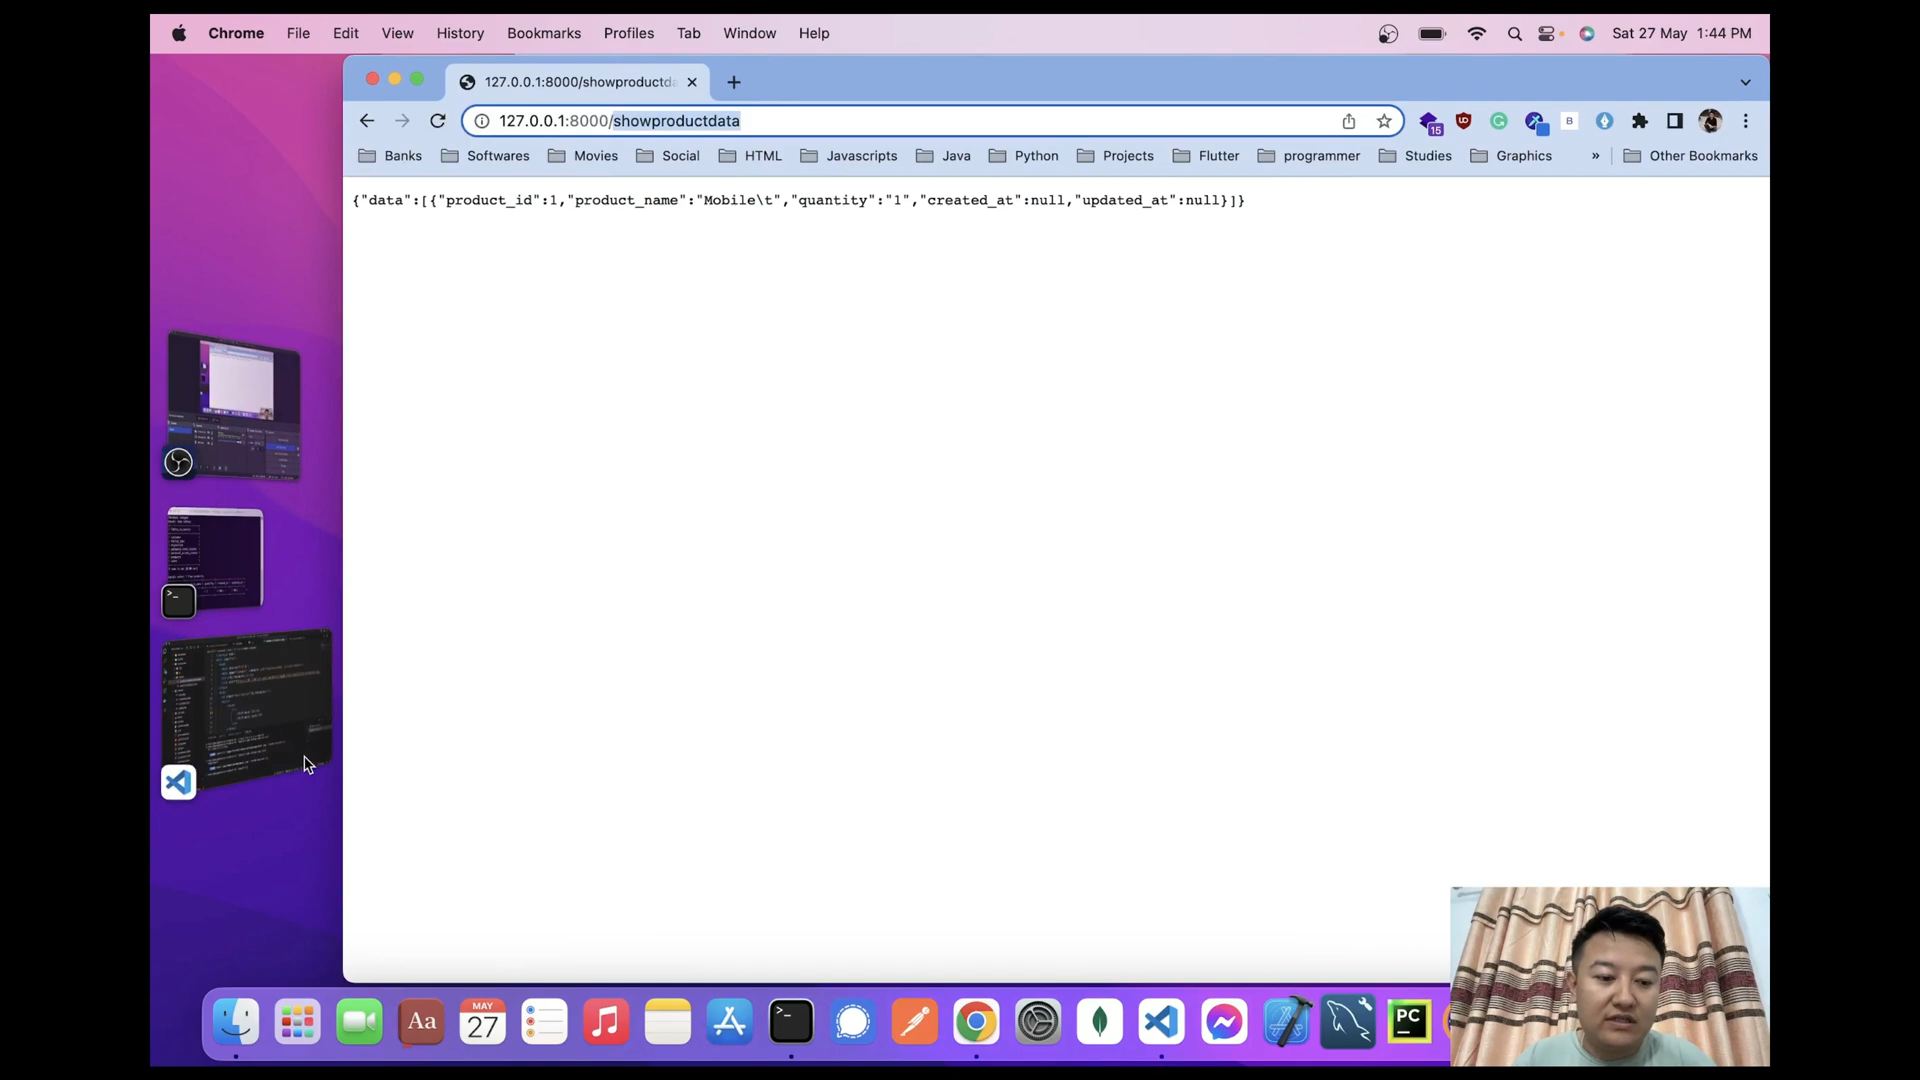 Chrome File Edit View History Bookmarks Profiles Tab Window Help Sat 27 May 1:44 PM
127.0.0.1:8000/showproductda
127.0.0.1:8000/showproductdata
15
B
Banks Softwares Movies Social HTML Javascripts Java Python Projects Flutter programmer Studies Graphics » Other Bookmarks
{"data":[{"product_id":1,"product_name":"Mobile\t","quantity":"1","created_at":null,"updated_at":null}]}
>_
Aa
MAY
27
>_
PC